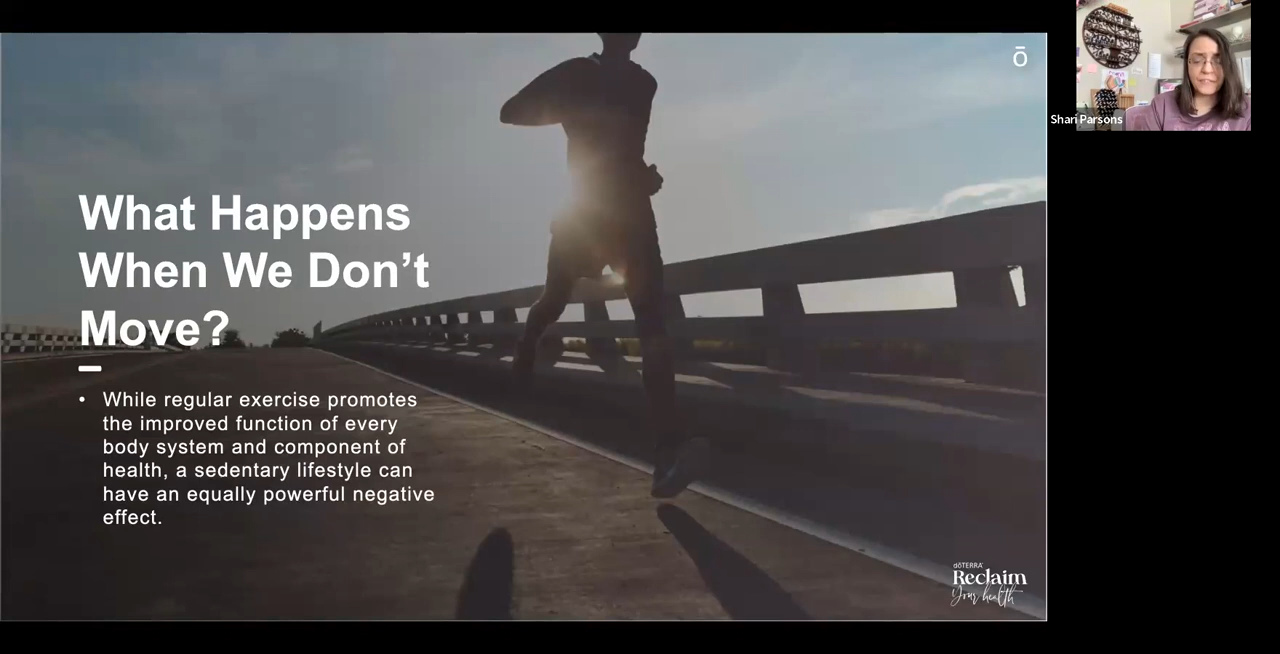 ō
Shari Parsons
What Happens
When We Don’t
Move?
• While regular exercise promotes
the improved function of every
body system and component of
health, a sedentary lifestyle can
have an equally powerful negative
effect.
dōTERRA
Reclaim
Your health